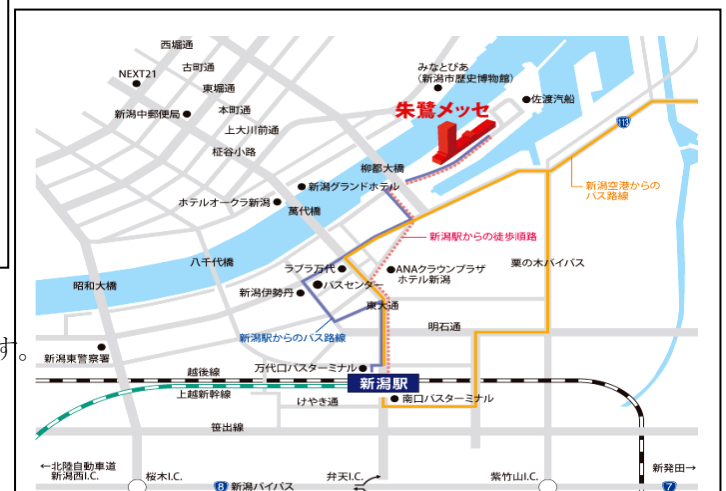 西堀通
古町通
NEXT21
東堀通
みなとぴあ
(新潟市歴史博物館)
佐渡汽船
新潟中郵便局
本町通
朱鷺メッセ
上大川前通
113
柾谷小路
柳都大橋
新潟グランドホテル
新潟空港からの
バス路線
ホテルオークラ新潟
萬代橋
新潟駅からの徒歩順路
八千代橋
ラブラ万代
ANAクラウンプラザ
ホテル新潟
栗の木バイパス
昭和大橋
バスセンター
新潟伊勢丹
東大通
明石通
新潟駅からのバス路線
す。
新潟東警察署
万代口バスターミナル
越後線
新潟駅
上越新幹線
けやき通
南口バスターミナル
笹出線
←北陸自動車道
新潟西I.C.
桜木I.C.
弁天I.C.
紫竹山I.C.
新発田→
8 新潟バイパス
7